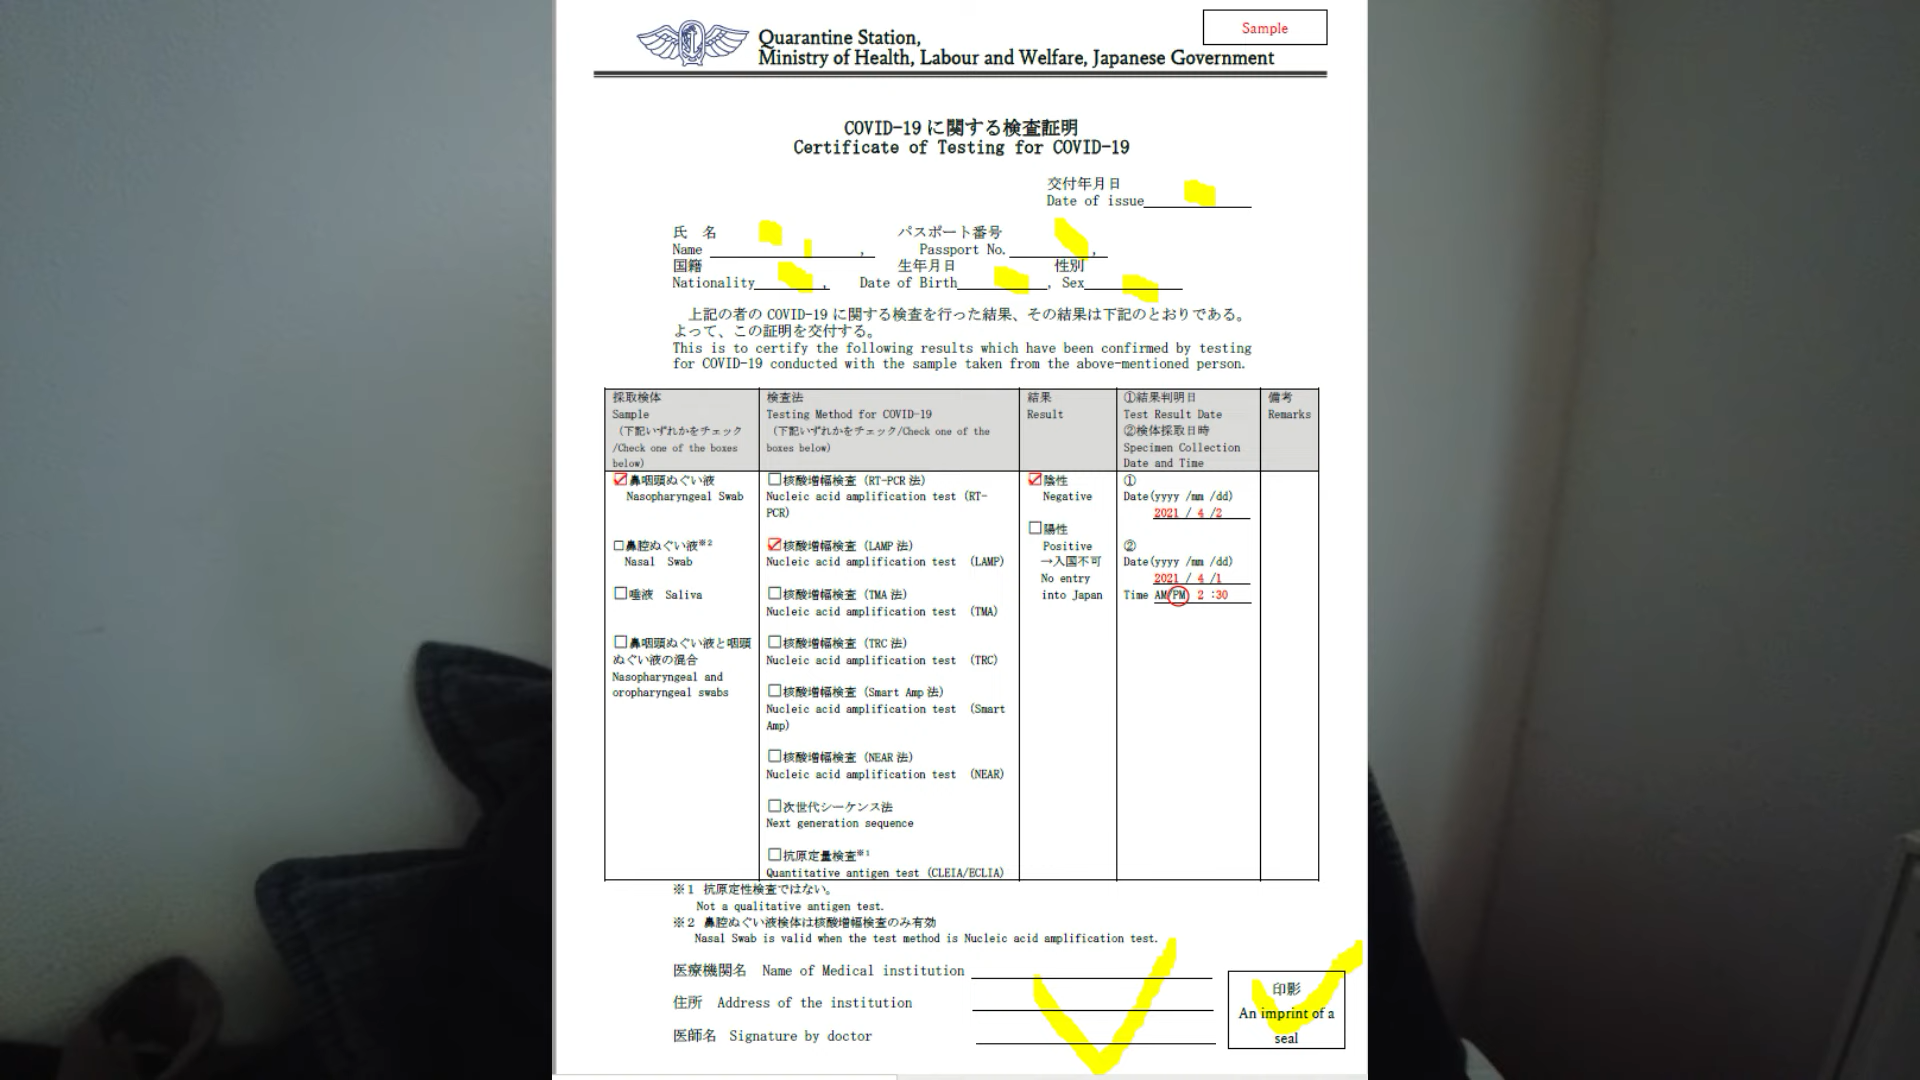 Sample
Quarantine Station,
Ministry of Health, Labour and Welfare, Japanese Government
COVID-19 に関する検査証明
Certificate of Testing for COVID-19
交付年月日
Date of issue
氏 名 パスポート番号
Name , Passport No. ,
国籍 生年月日 性別
Nationality , Date of Birth , Sex
上記の者の COVID-19 に関する検査を行った結果、その結果は下記のとおりである。
よって、この証明を交付する。
This is to certify the following results which have been confirmed by testing
for COVID-19 conducted with the sample taken from the above-mentioned person.
採取検体
Sample
(下記いずれかをチェック
/Check one of the boxes
below)
検査法
Testing Method for COVID-19
(下記いずれかをチェック/Check one of the
boxes below)
結果
Result
①結果判明日
Test Result Date
②検体採取日時
Specimen Collection
Date and Time
備考
Remarks
☑鼻咽頭ぬぐい液
Nasopharyngeal Swab
□鼻腔ぬぐい液※2
Nasal Swab
□唾液 Saliva
□鼻咽頭ぬぐい液と咽頭
ぬぐい液の混合
Nasopharyngeal and
oropharyngeal swabs
□核酸増幅検査 (RT-PCR 法)
Nucleic acid amplification test (RT-
PCR)
☑核酸増幅検査 (LAMP 法)
Nucleic acid amplification test (LAMP)
□核酸増幅検査 (TMA 法)
Nucleic acid amplification test (TMA)
□核酸増幅検査 (TRC 法)
Nucleic acid amplification test (TRC)
□核酸増幅検査 (Smart Amp 法)
Nucleic acid amplification test (Smart
Amp)
□核酸増幅検査 (NEAR 法)
Nucleic acid amplification test (NEAR)
□次世代シーケンス法
Next generation sequence
□抗原定量検査※1
Quantitative antigen test (CLEIA/ECLIA)
☑陰性
Negative
□陽性
Positive
→入国不可
No entry
into Japan
①
Date(yyyy /mm /dd)
2021 / 4 /2
②
Date(yyyy /mm /dd)
2021 / 4 /1
Time AM/PM 2 :30
※1 抗原定性検査ではない。
Not a qualitative antigen test.
※2 鼻腔ぬぐい液検体は核酸増幅検査のみ有効
Nasal Swab is valid when the test method is Nucleic acid amplification test.
医療機関名 Name of Medical institution
住所 Address of the institution
医師名 Signature by doctor
印影
An imprint of a
seal